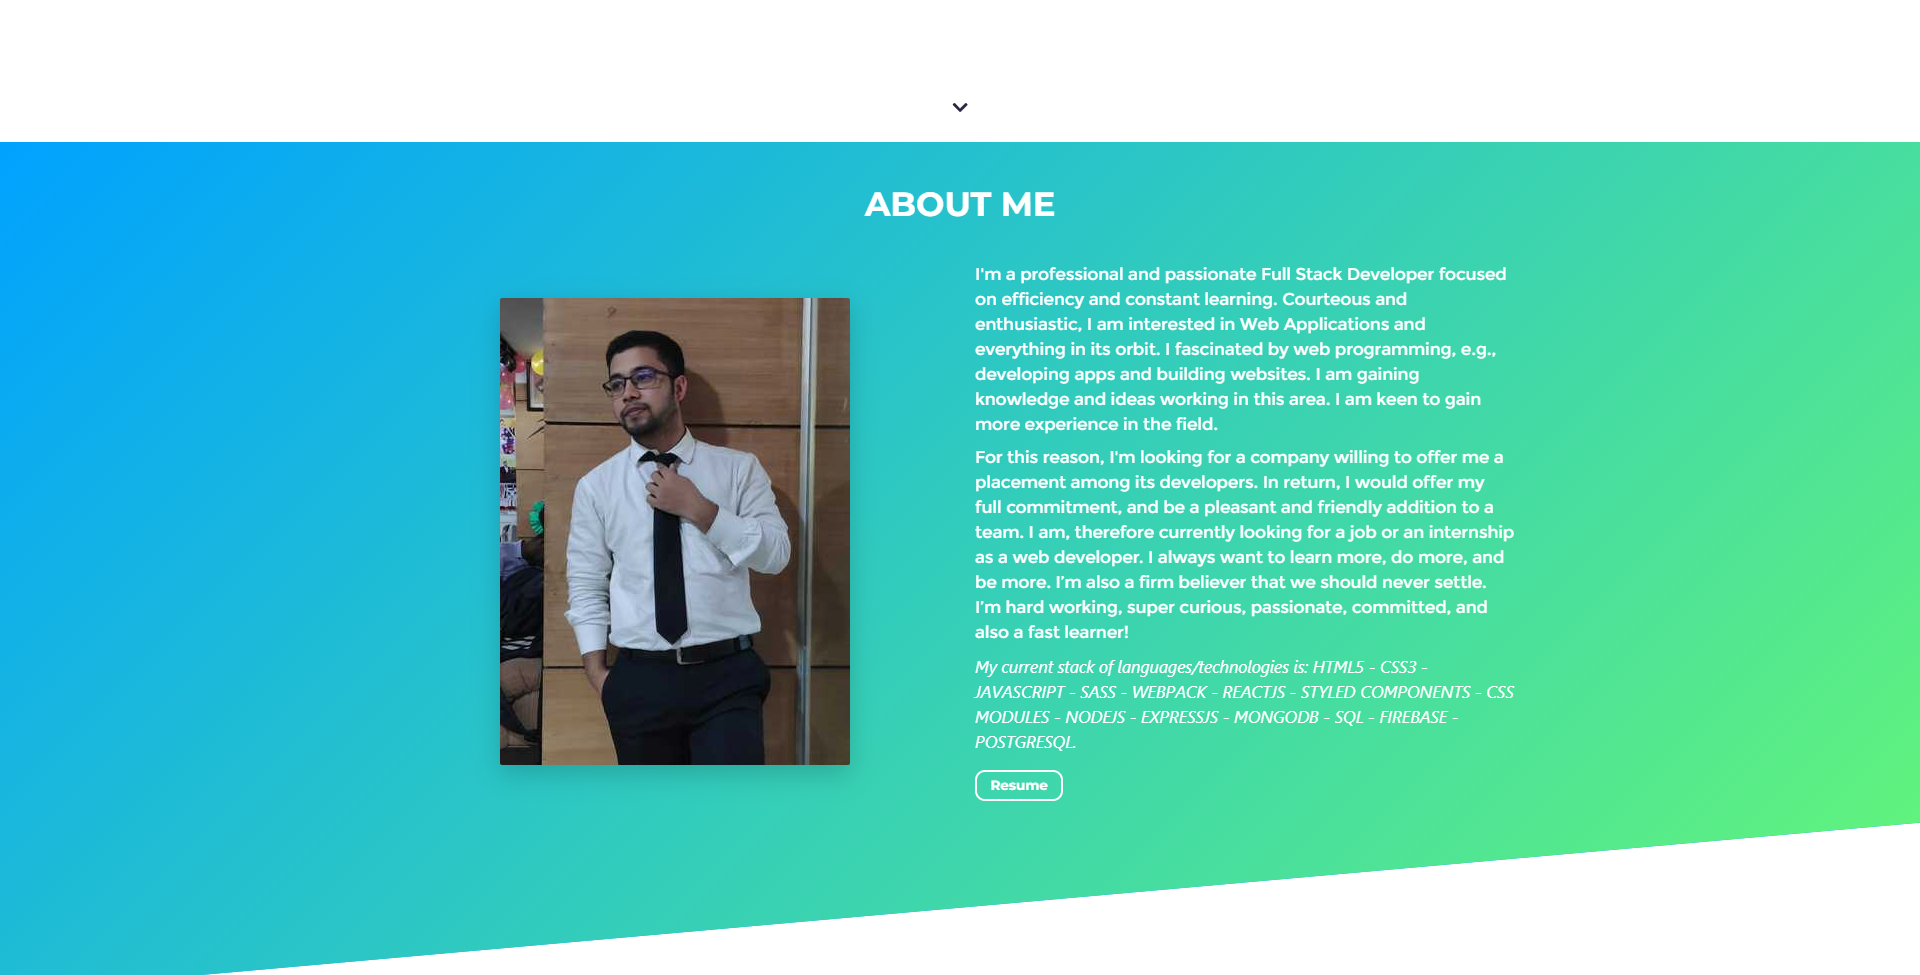 ABOUT ME
I'm a professional and passionate Full Stack Developer focused
on efficiency and constant learning. Courteous and
enthusiastic, I am interested in Web Applications and
everything in its orbit. I fascinated by web programming, e.g.,
developing apps and building websites. I am gaining
knowledge and ideas working in this area. I am keen to gain
more experience in the field.
For this reason, I'm looking for a company willing to offer me a
placement among its developers. In return, I would offer my
full commitment, and be a pleasant and friendly addition to a
team. I am, therefore currently looking for a job or an internship
as a web developer. I always want to learn more, do more, and
be more. I’m also a firm believer that we should never settle.
I’m hard working, super curious, passionate, committed, and
also a fast learner!
My current stack of languages/technologies is: HTML5 - CSS3 -
JAVASCRIPT - SASS - WEBPACK - REACTJS - STYLED COMPONENTS - CSS
MODULES - NODEJS - EXPRESSJS - MONGODB - SQL - FIREBASE -
POSTGRESQL.
Resume